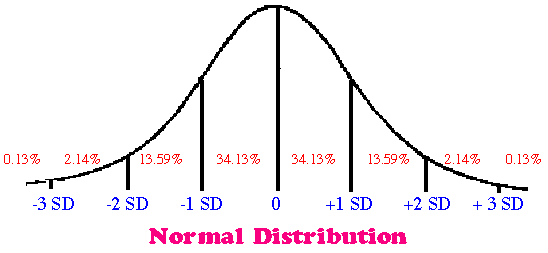 0.13% 2.14% 13.59% 34.13% 34.13% 13.59% 2.14% 0.13%
-3 SD -2 SD -1 SD 0 +1 SD +2 SD + 3 SD
Normal Distribution